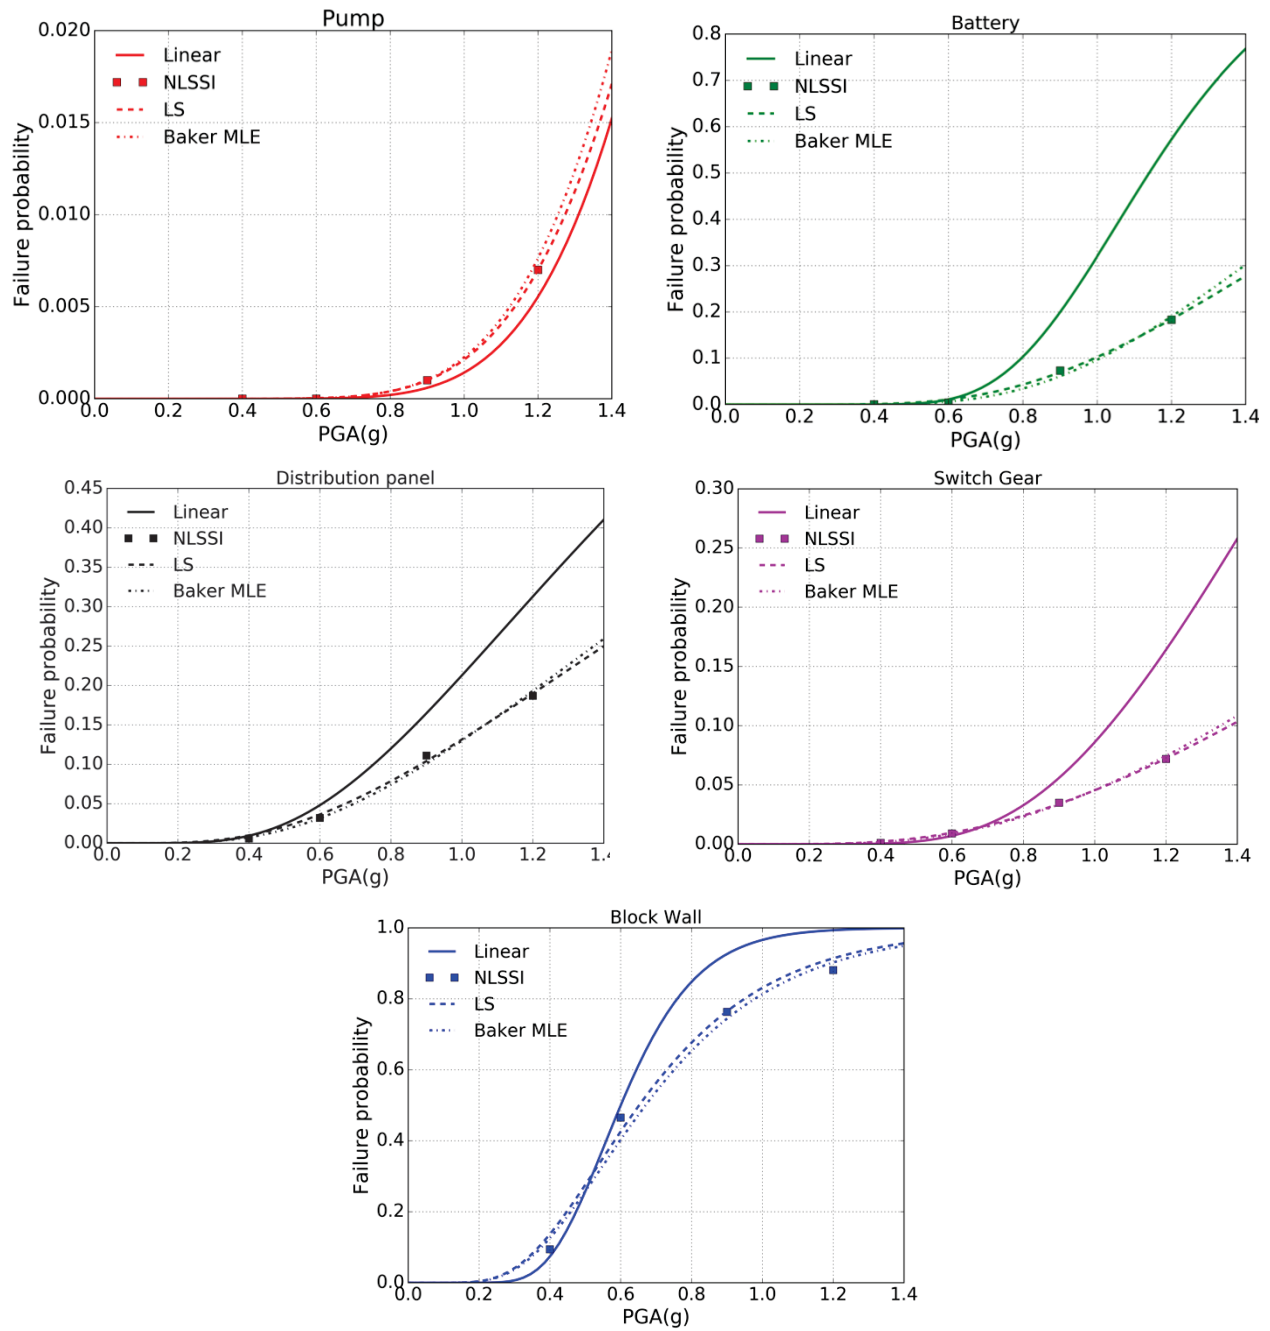 Pump
0.020
0.015
0.010
0.005
0.000
Failure probability
Linear
NLSSI
LS
Baker MLE
0.0 0.2 0.4 0.6 0.8 1.0 1.2 1.4
PGA(g)
Battery
0.8
0.7
0.6
0.5
0.4
0.3
0.2
0.1
0.0
Failure probability
Linear
NLSSI
LS
Baker MLE
0.0 0.2 0.4 0.6 0.8 1.0 1.2 1.4
PGA(g)
Distribution panel
0.45
0.40
0.35
0.30
0.25
0.20
0.15
0.10
0.05
0.00
Failure probability
Linear
NLSSI
LS
Baker MLE
0.0 0.2 0.4 0.6 0.8 1.0 1.2 1.4
PGA(g)
Switch Gear
0.30
0.25
0.20
0.15
0.10
0.05
0.00
Failure probability
Linear
NLSSI
LS
Baker MLE
0.0 0.2 0.4 0.6 0.8 1.0 1.2 1.4
PGA(g)
Block Wall
1.0
0.8
0.6
0.4
0.2
0.0
Failure probability
Linear
NLSSI
LS
Baker MLE
0.0 0.2 0.4 0.6 0.8 1.0 1.2 1.4
PGA(g)